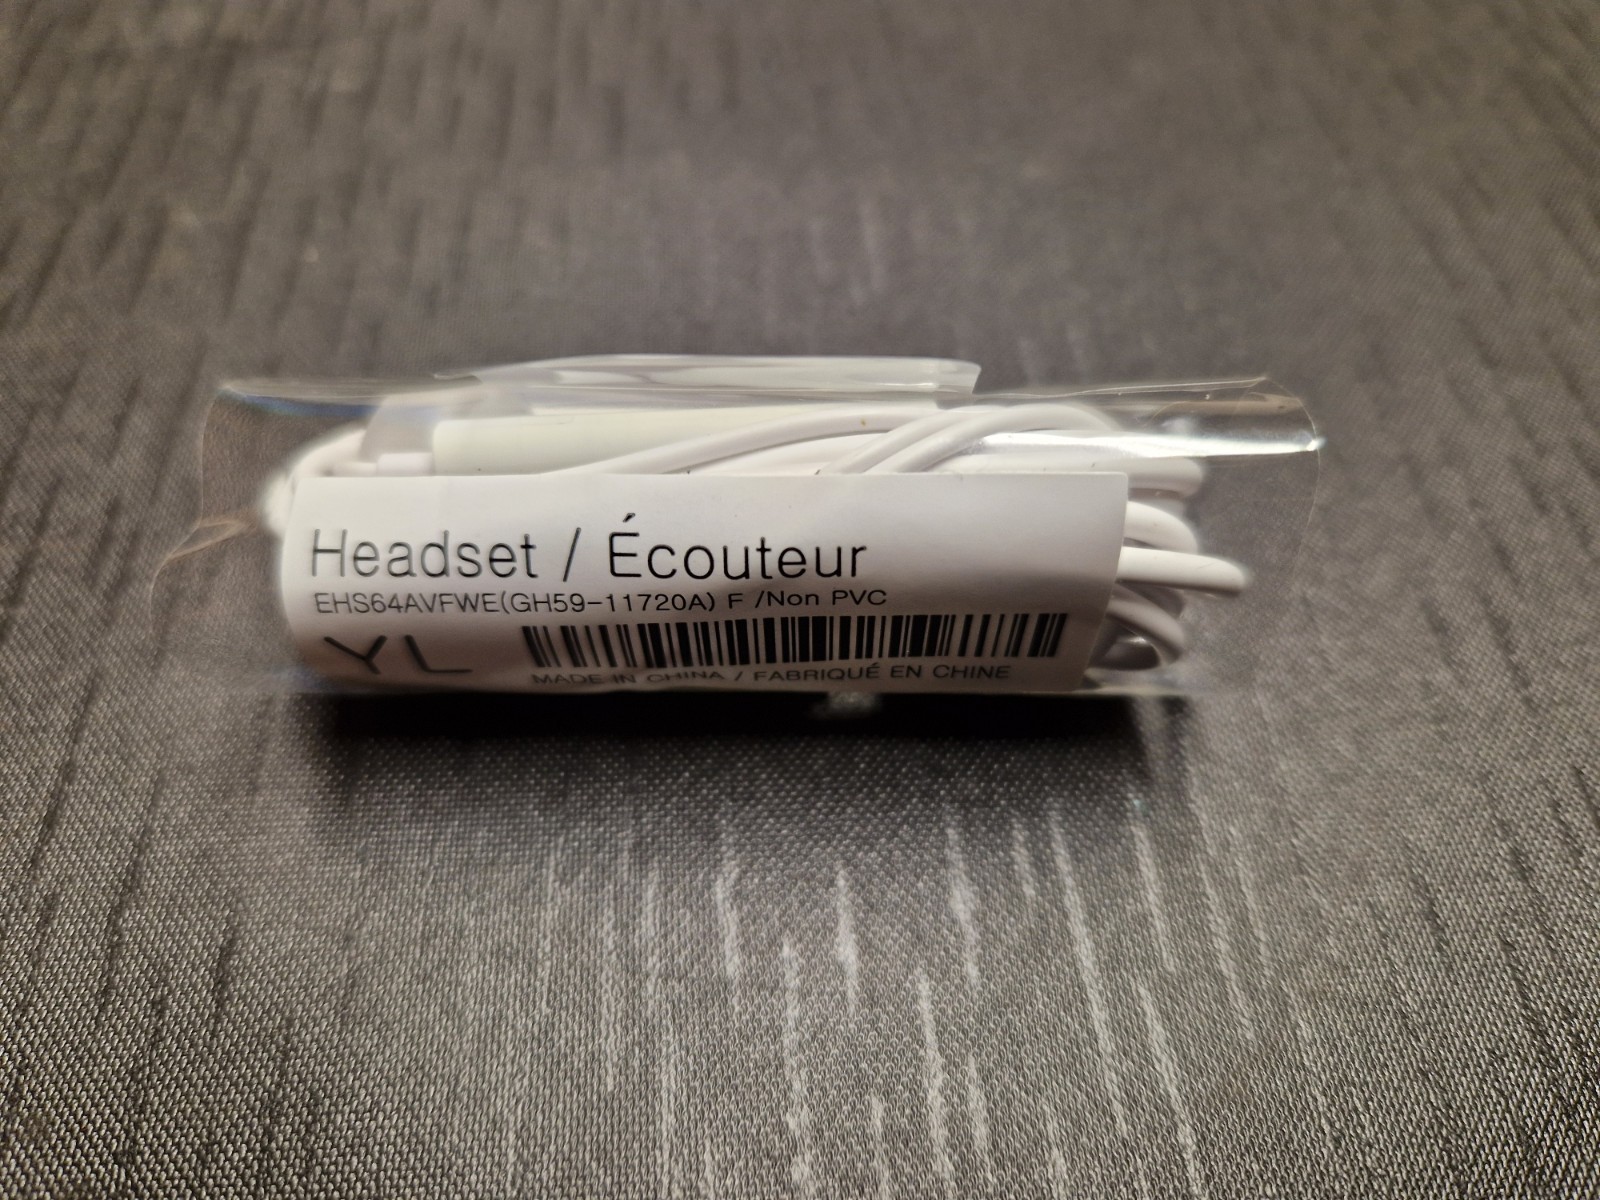 Headset / Écouteur
EHS64AVFWE(GH59-11720A) F /Non PVC
YL
MADE IN CHINA / FABRIQUÉ EN CHINE